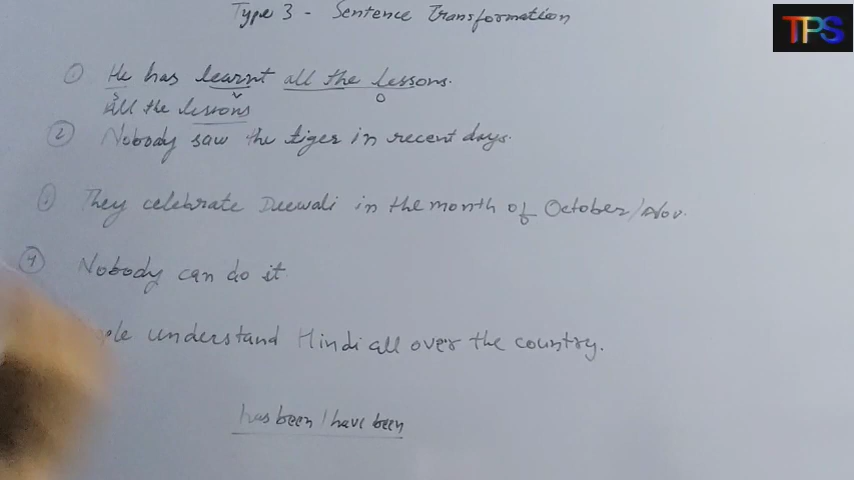 Type 3 - Sentence Transformation
TPS
① He has learnt all the lessons.
S V O
All the lessons
② Nobody saw the tiger in recent days.
They celebrate Deewali in the month of October/Nov.
④ Nobody can do it
understand Hindi all over the country.
has been / have been